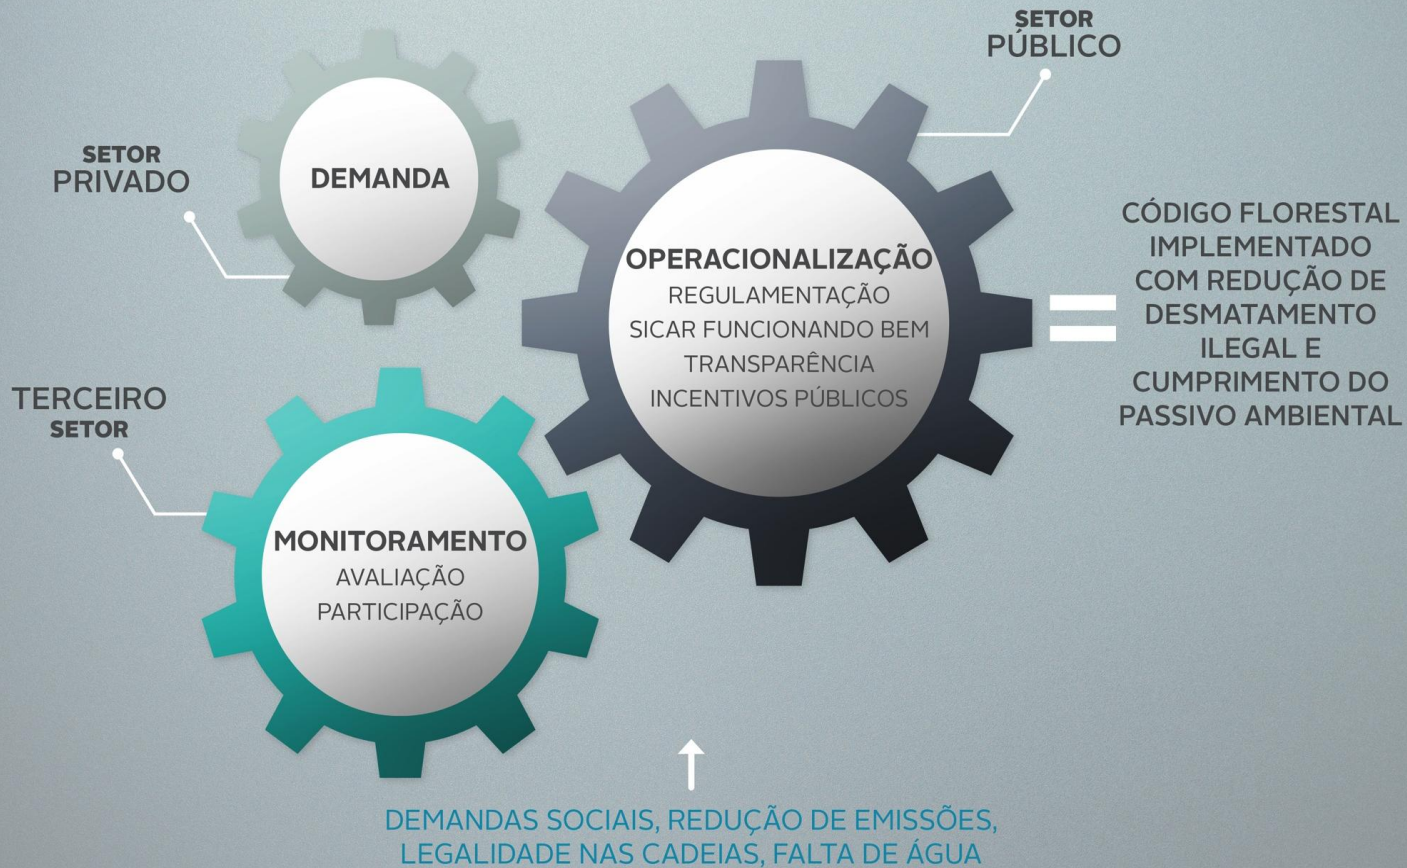 SETOR
PÚBLICO
SETOR
PRIVADO
DEMANDA
OPERACIONALIZAÇÃO
REGULAMENTAÇÃO
SICAR FUNCIONANDO BEM
TRANSPARÊNCIA
INCENTIVOS PÚBLICOS
=
CÓDIGO FLORESTAL
IMPLEMENTADO
COM REDUÇÃO DE
DESMATAMENTO
ILEGAL E
CUMPRIMENTO DO
PASSIVO AMBIENTAL
TERCEIRO
SETOR
MONITORAMENTO
AVALIAÇÃO
PARTICIPAÇÃO
DEMANDAS SOCIAIS, REDUÇÃO DE EMISSÕES,
LEGALIDADE NAS CADEIAS, FALTA DE ÁGUA